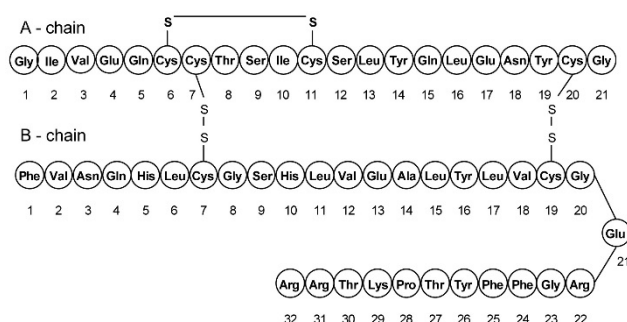 A - chain
S S
Gly Ile Val Glu Gln Cys Cys Thr Ser Ile Cys Ser Leu Tyr Gln Leu Glu Asn Tyr Cys Gly
1 2 3 4 5 6 7 8 9 10 11 12 13 14 15 16 17 18 19 20 21
S S
S S
B - chain
Phe Val Asn Gln His Leu Cys Gly Ser His Leu Val Glu Ala Leu Tyr Leu Val Cys Gly
1 2 3 4 5 6 7 8 9 10 11 12 13 14 15 16 17 18 19 20
Glu
21
Arg Arg Thr Lys Pro Thr Tyr Phe Phe Gly Arg
32 31 30 29 28 27 26 25 24 23 22